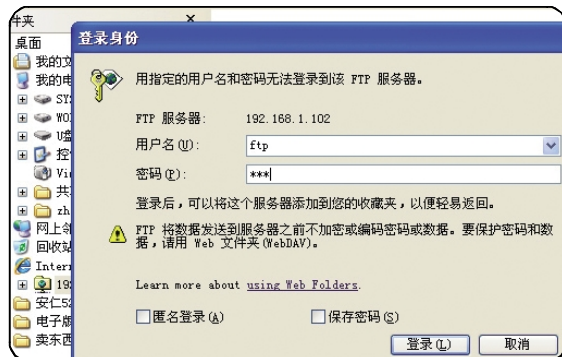 件夹
X
桌面
我的文
我的电
SYS
WO
U盘
控
Vi
共
zh
网上邻
回收站
Inter
19
安仁52
电子版
卖东西
登录身份
用指定的用户名和密码无法登录到该 FTP 服务器。
FTP 服务器: 192.168.1.102
用户名(U): ftp
密码(P): ***
登录后,可以将这个服务器添加到您的收藏夹,以便轻易返回。
FTP 将数据发送到服务器之前不加密或编码密码或数据。要保护密码和数
据,请用 Web 文件夹(WebDAV)。
Learn more about using Web Folders.
匿名登录(A) 保存密码(S)
登录(L) 取消